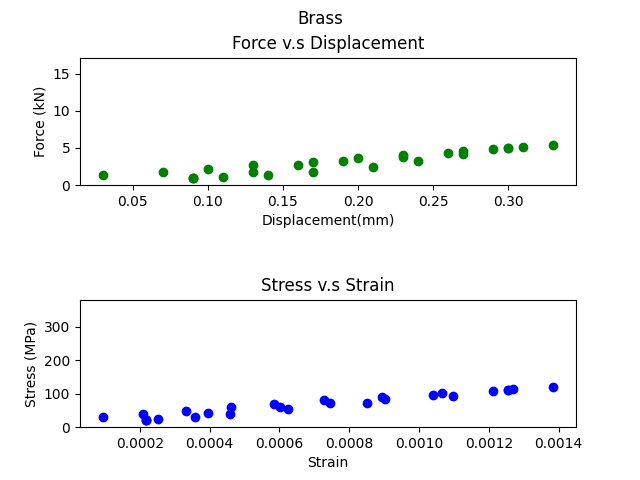 Brass
Force v.s Displacement
Force (kN)
15
10
5
0
0.05 0.10 0.15 0.20 0.25 0.30
Displacement(mm)
Stress v.s Strain
Stress (MPa)
300
200
100
0
0.0002 0.0004 0.0006 0.0008 0.0010 0.0012 0.0014
Strain